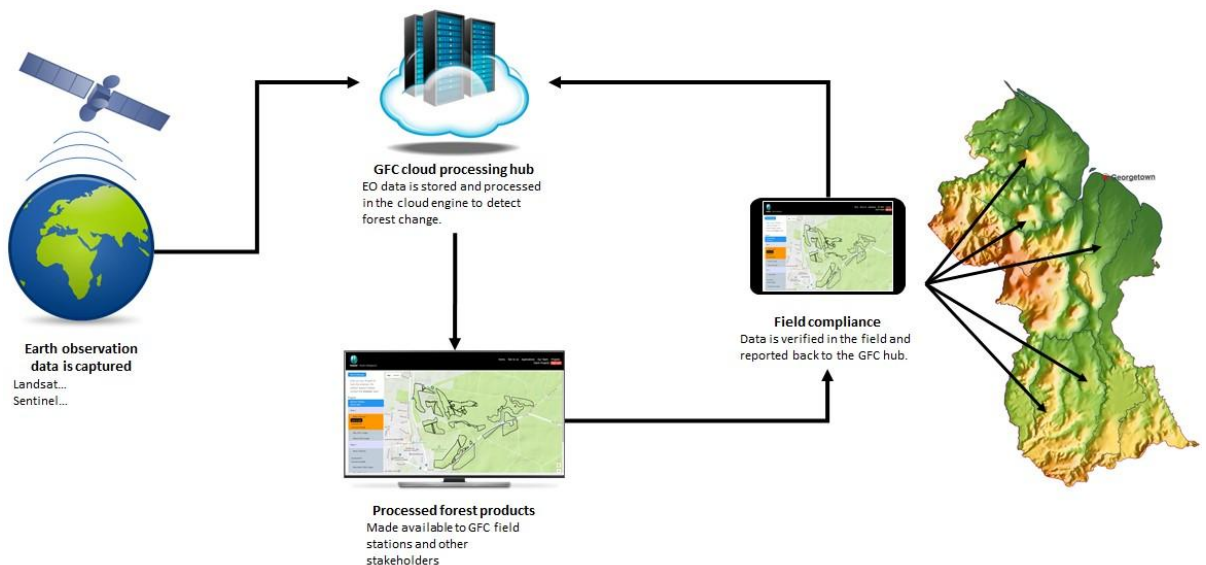 GFC cloud processing hub
EO data is stored and processed
in the cloud engine to detect
forest change.
Georgetown
Field compliance
Data is verified in the field and
reported back to the GFC hub.
Earth observation
data is captured
Landsat...
Sentinel...
Processed forest products
Made available to GFC field
stations and other
stakeholders